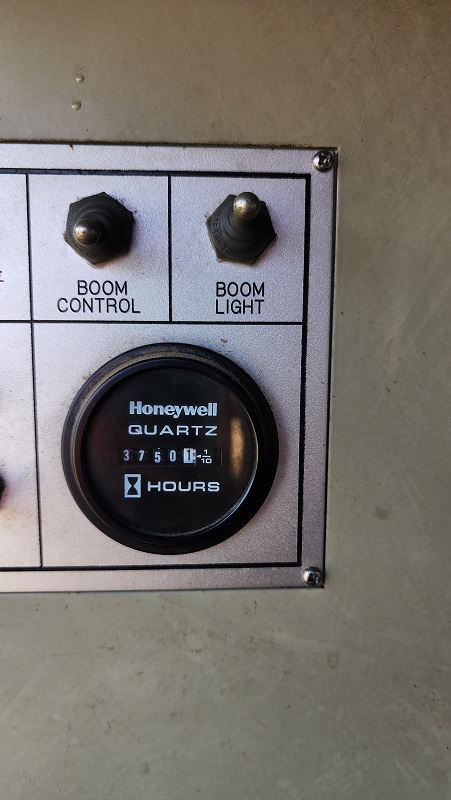 BOOM
CONTROL
BOOM
LIGHT
Honeywell
QUARTZ
37501 1/10
HOURS